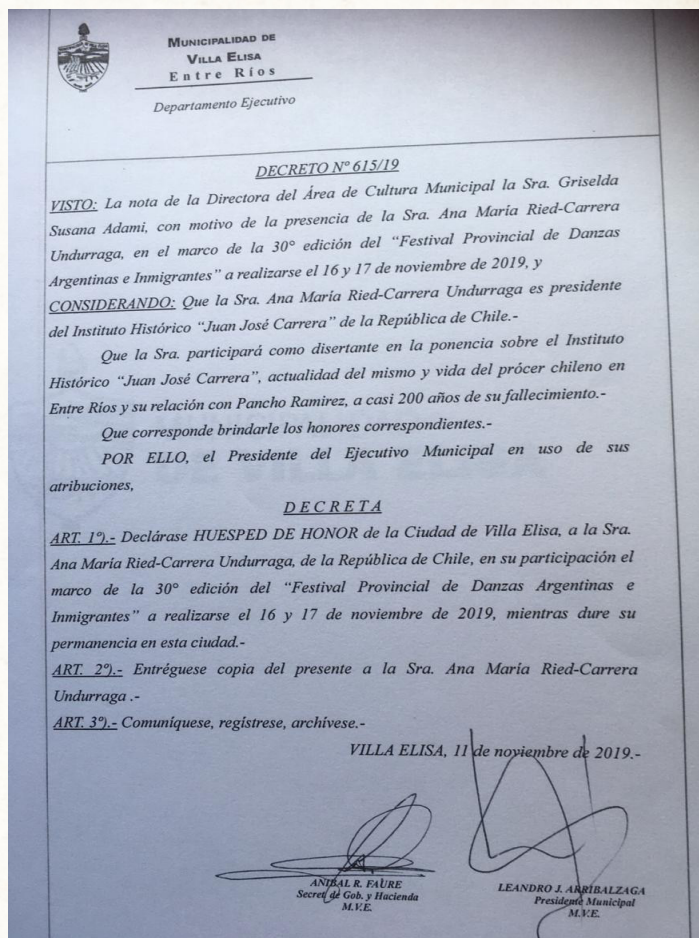 MUNICIPALIDAD DE
VILLA ELISA
Entre Ríos
Departamento Ejecutivo
DECRETO Nº 615/19
VISTO: La nota de la Directora del Área de Cultura Municipal la Sra. Griselda
Susana Adami, con motivo de la presencia de la Sra. Ana María Ried-Carrera
Undurraga, en el marco de la 30° edición del “Festival Provincial de Danzas
Argentinas e Inmigrantes” a realizarse el 16 y 17 de noviembre de 2019, y
CONSIDERANDO: Que la Sra. Ana María Ried-Carrera Undurraga es presidente
del Instituto Histórico “Juan José Carrera” de la República de Chile.-
Que la Sra. participará como disertante en la ponencia sobre el Instituto
Histórico “Juan José Carrera”, actualidad del mismo y vida del prócer chileno en
Entre Ríos y su relación con Pancho Ramirez, a casi 200 años de su fallecimiento.-
Que corresponde brindarle los honores correspondientes.-
POR ELLO, el Presidente del Ejecutivo Municipal en uso de sus
atribuciones,
DECRETA
ART. 1º).- Declárase HUESPED DE HONOR de la Ciudad de Villa Elisa, a la Sra.
Ana María Ried-Carrera Undurraga, de la República de Chile, en su participación el
marco de la 30° edición del “Festival Provincial de Danzas Argentinas e
Inmigrantes” a realizarse el 16 y 17 de noviembre de 2019, mientras dure su
permanencia en esta ciudad.-
ART. 2º).- Entréguese copia del presente a la Sra. Ana María Ried-Carrera
Undurraga .-
ART. 3º).- Comuníquese, regístrese, archívese.-
VILLA ELISA, 11 de noviembre de 2019.-
ANIBAL R. FAURE
Secret. de Gob. y Hacienda
M.V.E.
LEANDRO J. ARRIBALZAGA
Presidente Municipal
M.V.E.